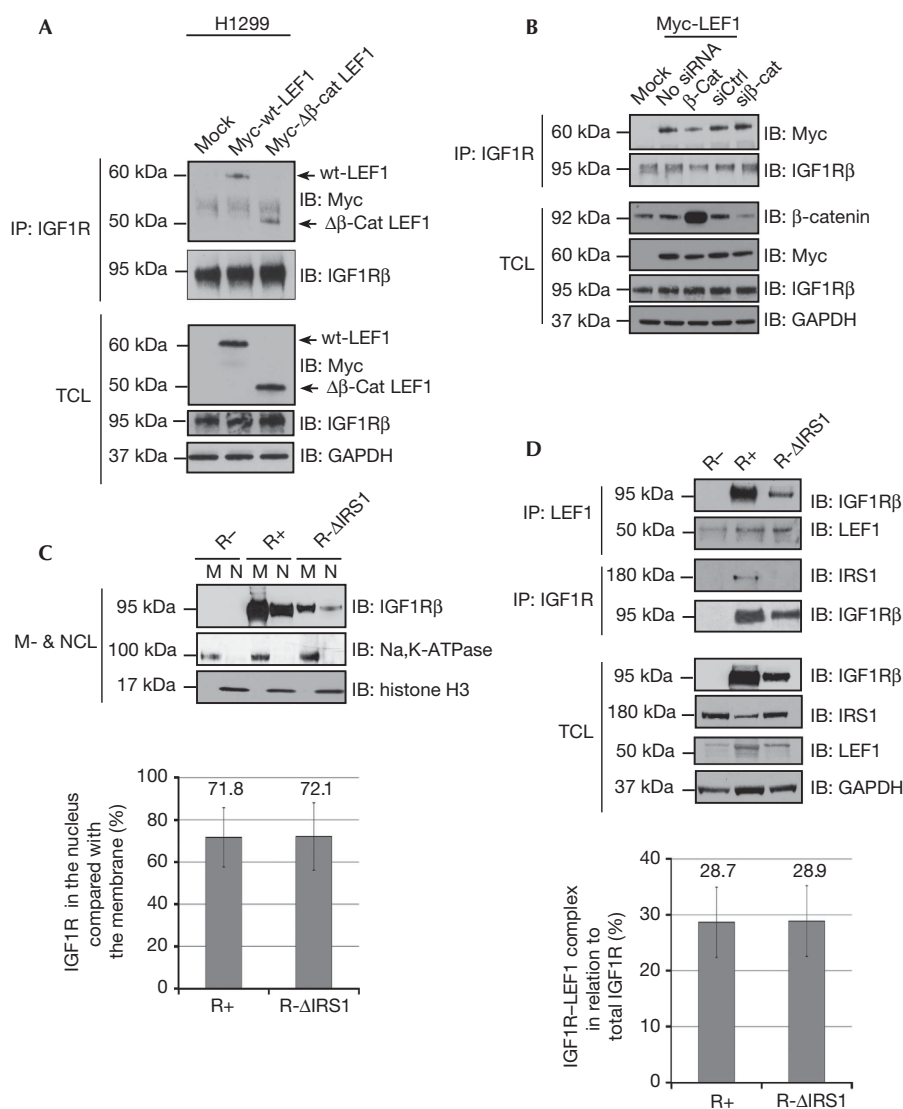 A
H1299
Mock
Myc-wt-LEF1
Myc-Δβ-cat LEF1
IP: IGF1R
60 kDa
wt-LEF1
IB: Myc
50 kDa
Δβ-Cat LEF1
95 kDa
IB: IGF1Rβ
TCL
60 kDa
wt-LEF1
IB: Myc
50 kDa
Δβ-Cat LEF1
95 kDa
IB: IGF1Rβ
37 kDa
IB: GAPDH
B
Myc-LEF1
Mock
No siRNA
β-Cat
siCtrl
siβ-cat
IP: IGF1R
60 kDa
IB: Myc
95 kDa
IB: IGF1Rβ
TCL
92 kDa
IB: β-catenin
60 kDa
IB: Myc
95 kDa
IB: IGF1Rβ
37 kDa
IB: GAPDH
C
R– R+ R-ΔIRS1
M N M N M N
M- & NCL
95 kDa
IB: IGF1Rβ
100 kDa
IB: Na,K-ATPase
17 kDa
IB: histone H3
IGF1R in the nucleus
compared with
the membrane (%)
100
80
60
40
20
0
71.8
72.1
R+
R-ΔIRS1
D
R– R+ R-ΔIRS1
IP: LEF1
95 kDa
IB: IGF1Rβ
50 kDa
IB: LEF1
IP: IGF1R
180 kDa
IB: IRS1
95 kDa
IB: IGF1Rβ
TCL
95 kDa
IB: IGF1Rβ
180 kDa
IB: IRS1
50 kDa
IB: LEF1
37 kDa
IB: GAPDH
IGF1R–LEF1 complex
in relation to
total IGF1R (%)
40
30
20
10
0
28.7
28.9
R+
R-ΔIRS1